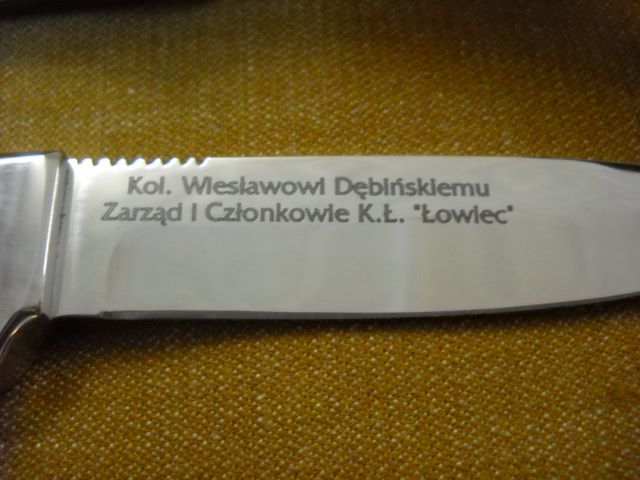 Kol. Wiesławowi Dębińskiemu
Zarząd i Członkowie K.Ł. "Łowiec"